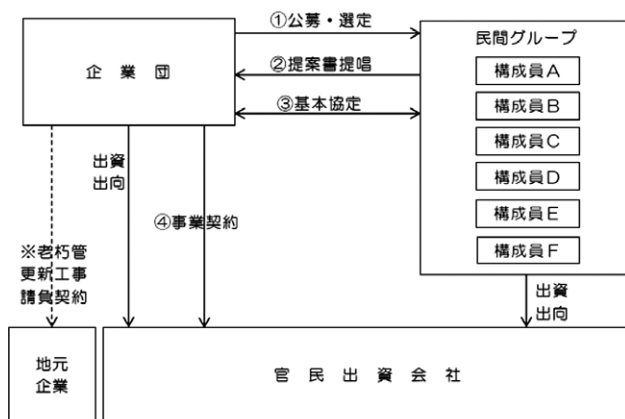 ①公募・選定
②提案書提唱
③基本協定
企 業 団
民間グループ
構成員A
構成員B
構成員C
構成員D
構成員E
構成員F
出資
出向
④事業契約
※老朽管
更新工事
請負契約
出資
出向
地元
企業
官 民 出 資 会 社